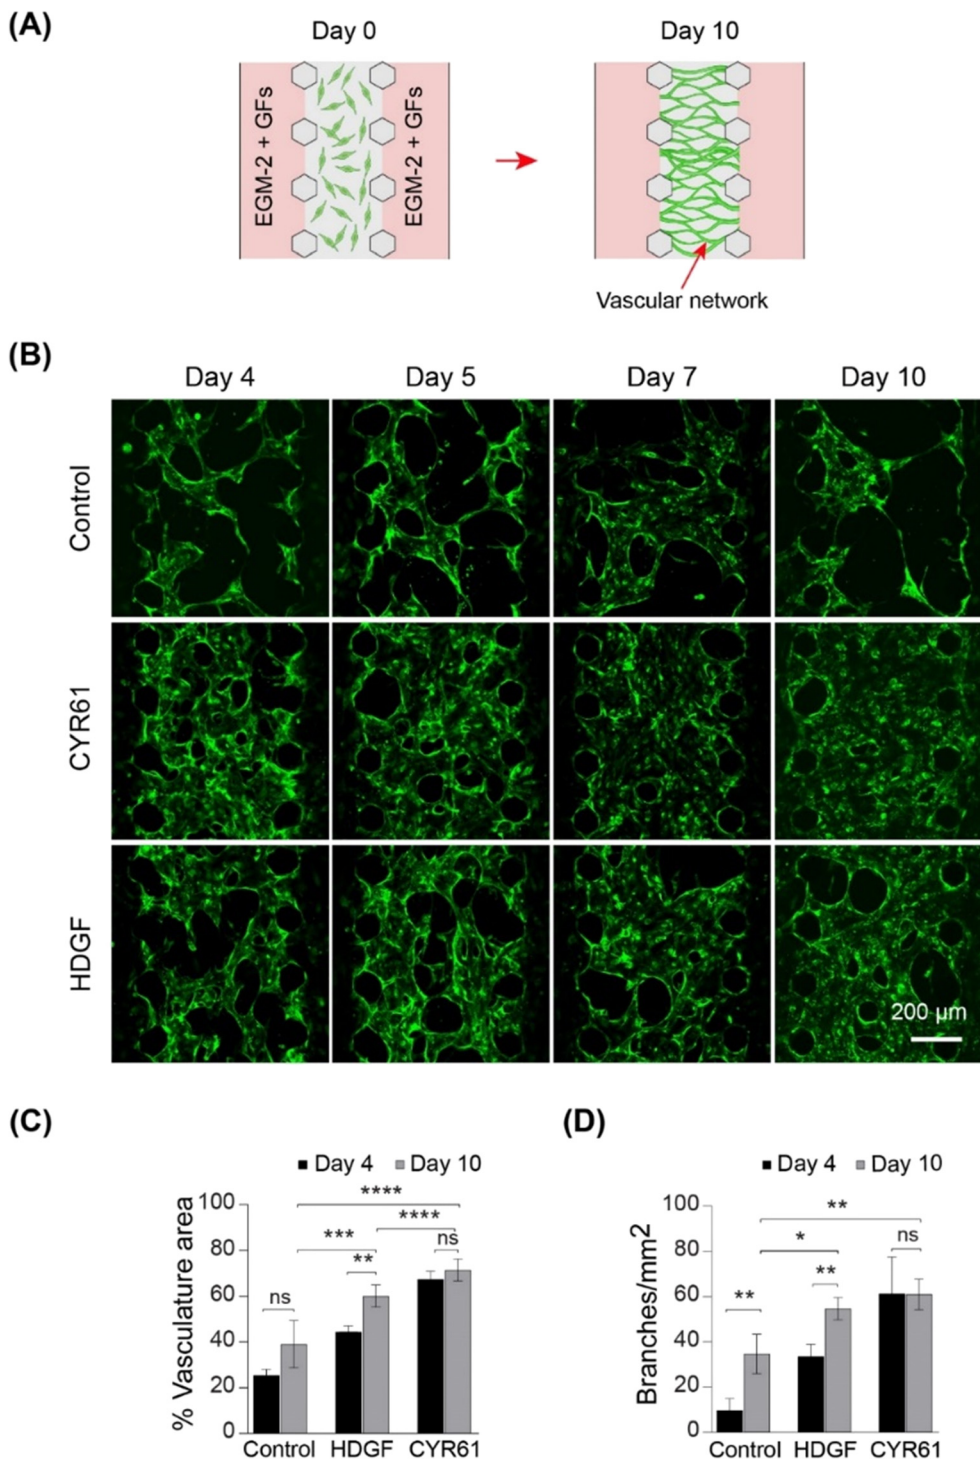 (A)
Day 0
Day 10
EGM-2 + GFs
EGM-2 + GFs
Vascular network
(B)
Day 4
Day 5
Day 7
Day 10
Control
CYR61
HDGF
200 µm
(C)
Day 4
Day 10
% Vasculature area
100
80
60
40
20
0
****
****
***
ns
**
ns
Control
HDGF
CYR61
(D)
Day 4
Day 10
Branches/mm2
100
80
60
40
20
0
**
*
ns
**
**
Control
HDGF
CYR61